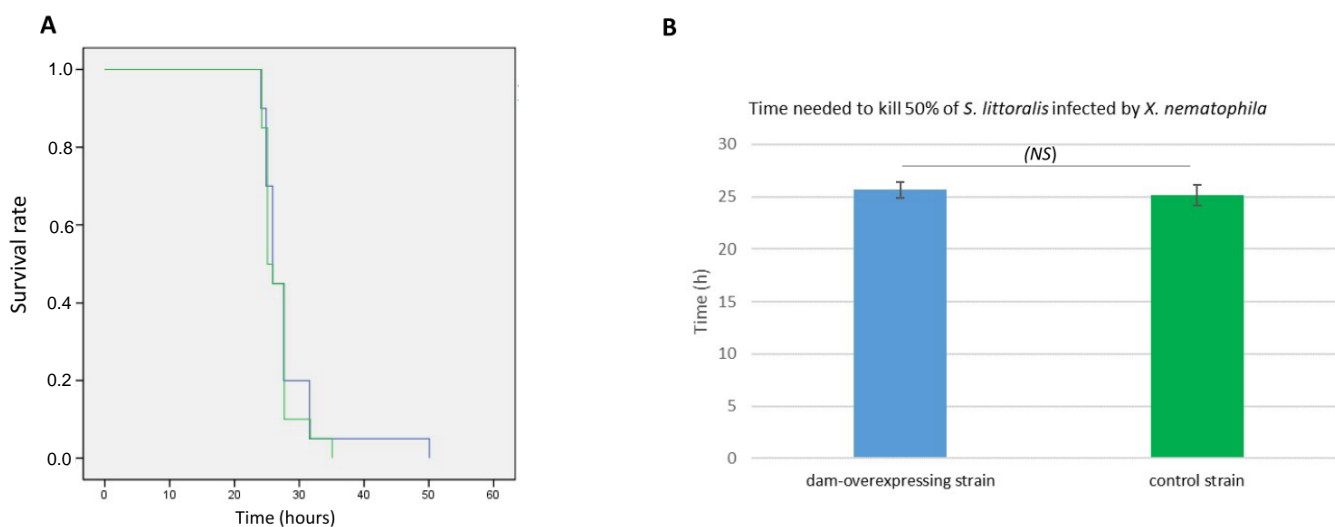 A
1.0
0.8
0.6
0.4
0.2
0.0
Survival rate
0
10
20
30
40
50
60
Time (hours)
B
Time needed to kill 50% of S. littoralis infected by X. nematophila
(NS)
30
25
20
15
10
5
0
Time (h)
dam-overexpressing strain
control strain